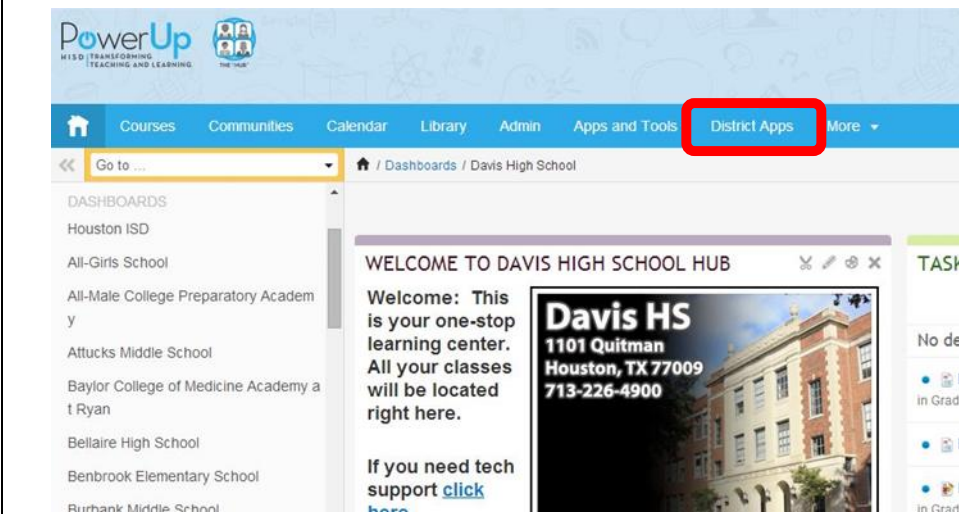 PowerUp
HISD TRANSFORMING
TEACHING AND LEARNING
THE "HUB"
Courses Communities Calendar Library Admin Apps and Tools District Apps More
Go to ...
/ Dashboards / Davis High School
DASHBOARDS
Houston ISD
All-Girls School
All-Male College Preparatory Academ
y
Attucks Middle School
Baylor College of Medicine Academy a
t Ryan
Bellaire High School
Benbrook Elementary School
Burbank Middle School
WELCOME TO DAVIS HIGH SCHOOL HUB
Welcome: This
is your one-stop
learning center.
All your classes
will be located
right here.
If you need tech
support click
here
Davis HS
1101 Quitman
Houston, TX 77009
713-226-4900
TASK
No de
in Grad
in Grad